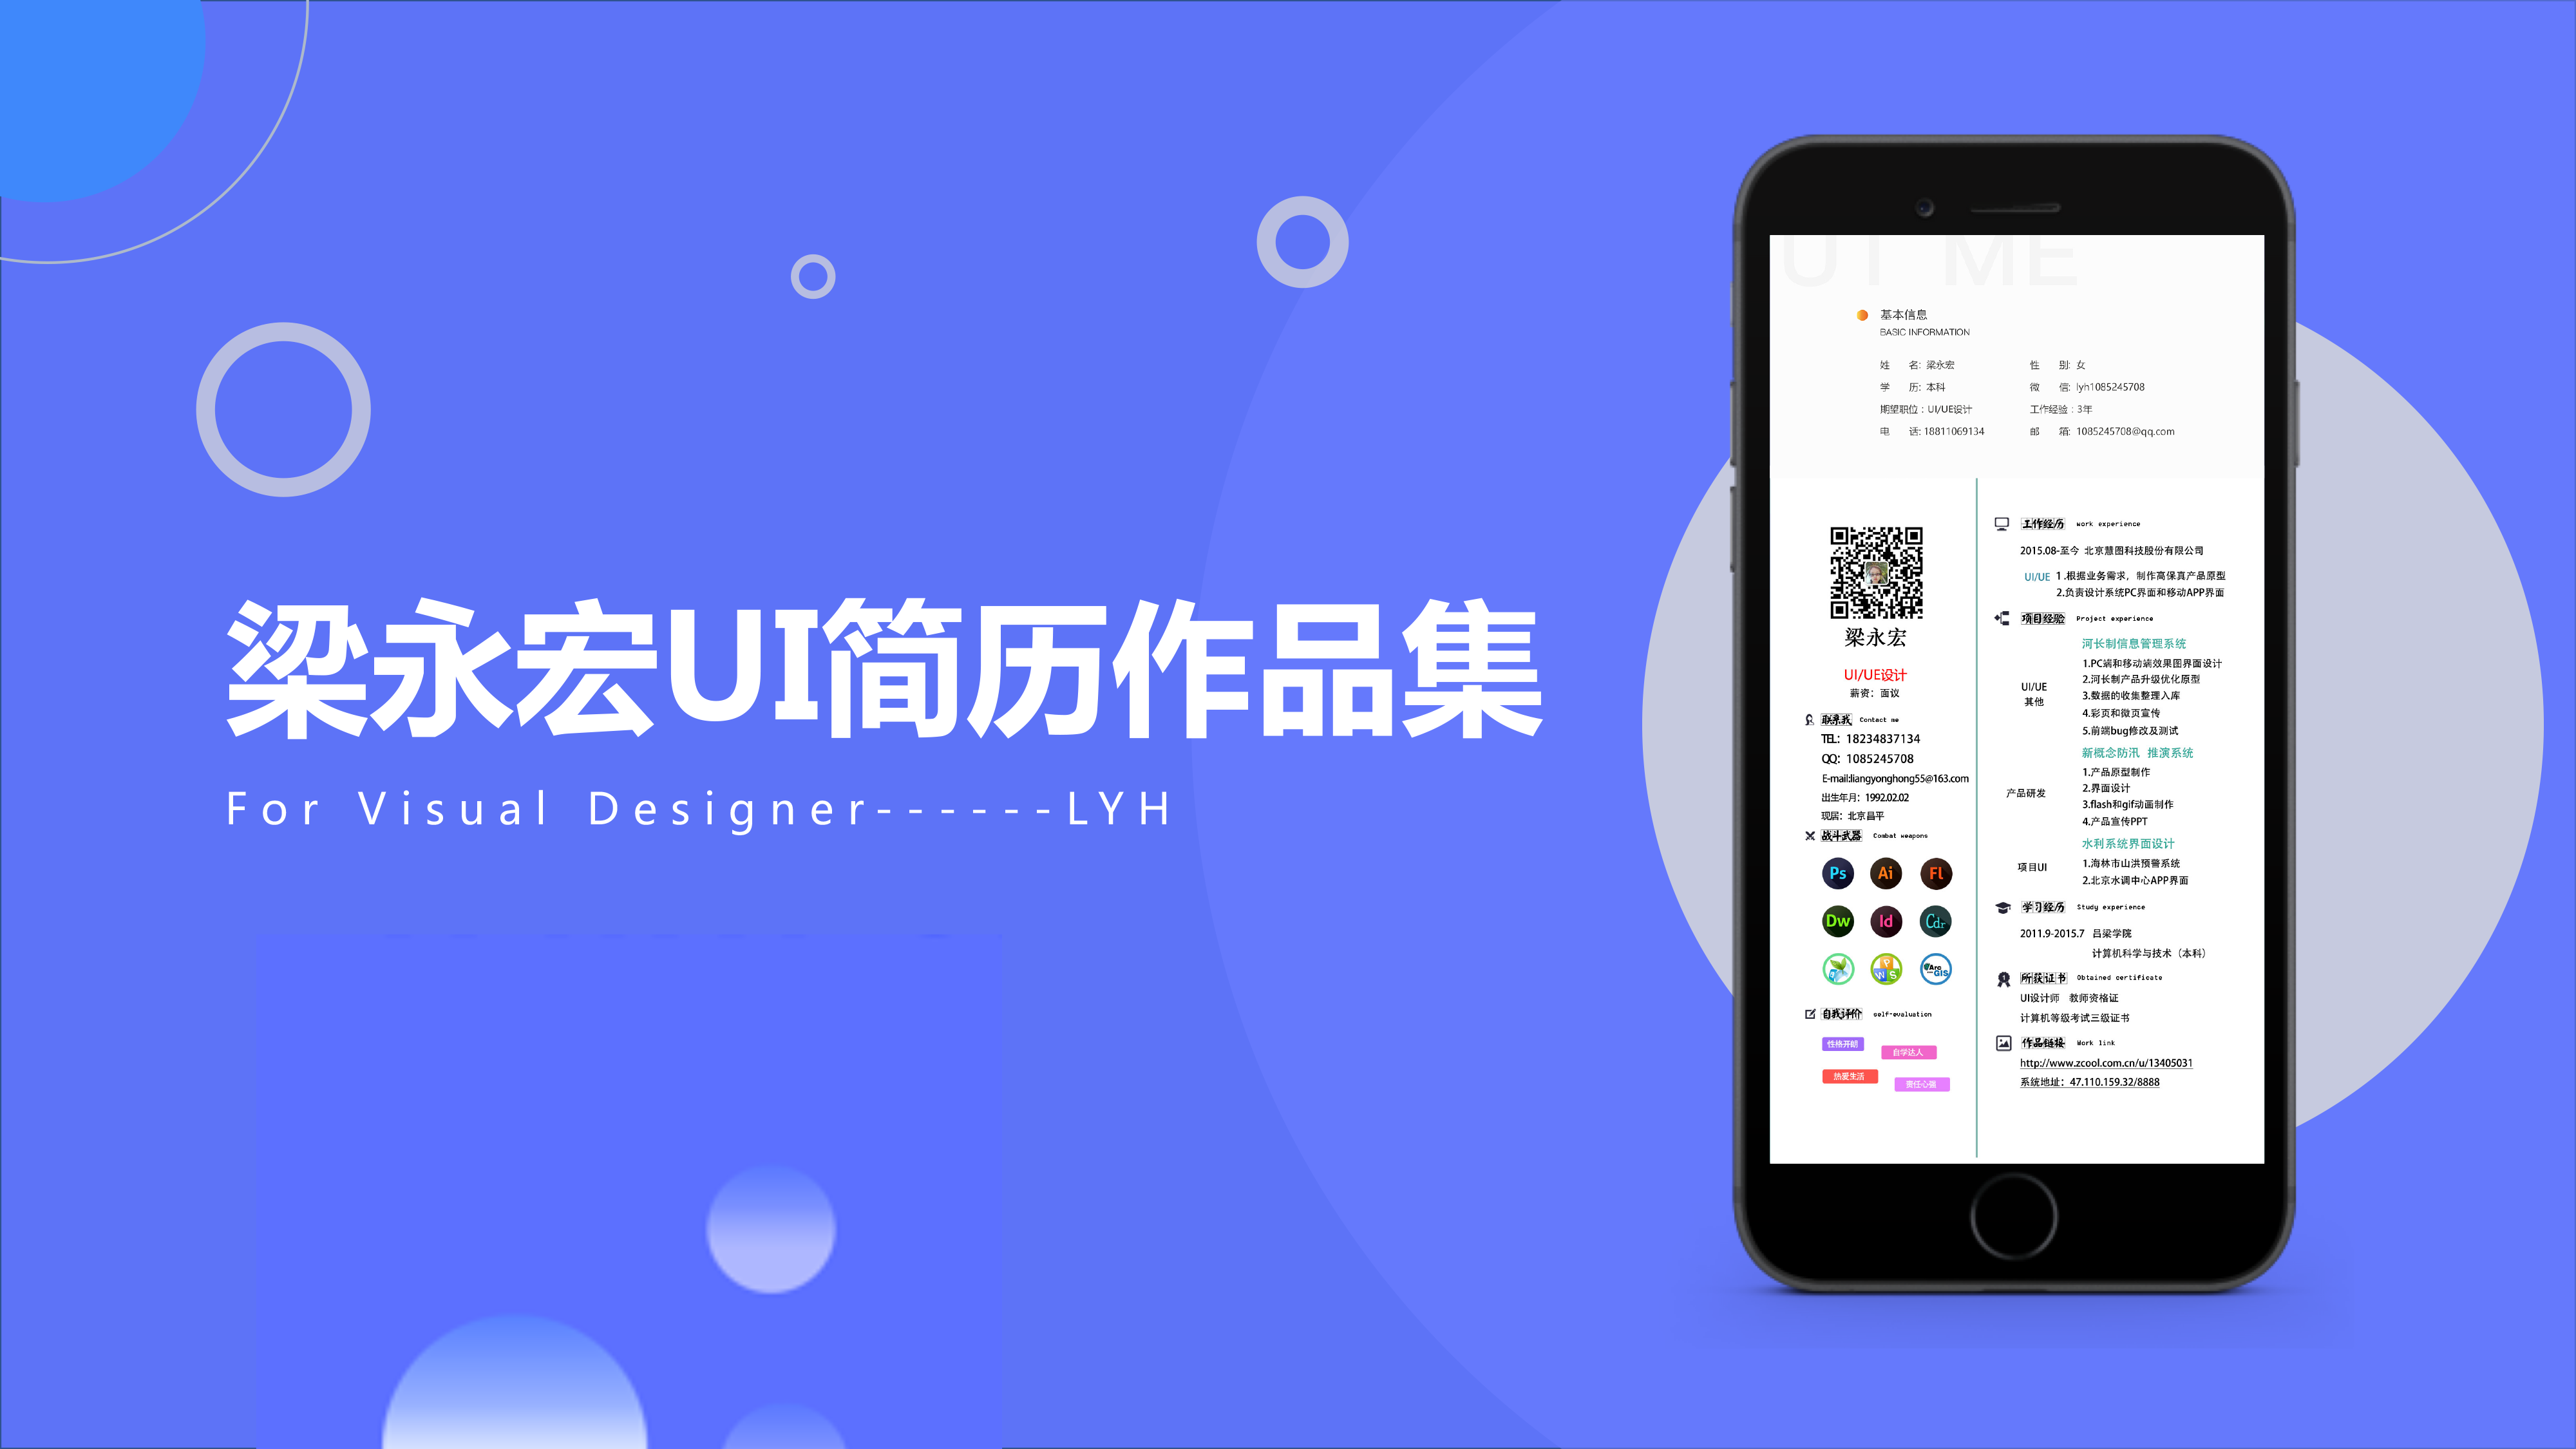 梁永宏UI简历作品集
For Visual Designer------LYH
UI ME
基本信息
BASIC INFORMATION
姓 名: 梁永宏
性 别: 女
学 历: 本科
微 信: lyh1085245708
期望职位：UI/UE设计
工作经验：3年
电 话: 18811069134
邮 箱: 1085245708@qq.com
梁永宏
UI/UE设计
薪资：面议
联系我 Contact me
TEL：18234837134
QQ：1085245708
E-mail:liangyonghong55@163.com
出生年月：1992.02.02
现居：北京昌平
战斗武器 Combat weapons
Ps Ai Fl
Dw Id Cdr
W P S
Arc GIS
自我评价 self-evaluation
性格开朗
自学达人
热爱生活
责任心强
工作经历 work experience
2015.08-至今 北京慧图科技股份有限公司
UI/UE 1.根据业务需求，制作高保真产品原型
2.负责设计系统PC界面和移动APP界面
项目经验 Project experience
河长制信息管理系统
UI/UE
其他
1.PC端和移动端效果图界面设计
2.河长制产品升级优化原型
3.数据的收集整理入库
4.彩页和微页宣传
5.前端bug修改及测试
新概念防汛 推演系统
产品研发
1.产品原型制作
2.界面设计
3.flash和gif动画制作
4.产品宣传PPT
水利系统界面设计
项目UI
1.海林市山洪预警系统
2.北京水调中心APP界面
学习经历 Study experience
2011.9-2015.7 吕梁学院
计算机科学与技术（本科）
所获证书 Obtained certificate
UI设计师 教师资格证
计算机等级考试三级证书
作品链接 Work link
http://www.zcool.com.cn/u/13405031
系统地址：47.110.159.32/8888